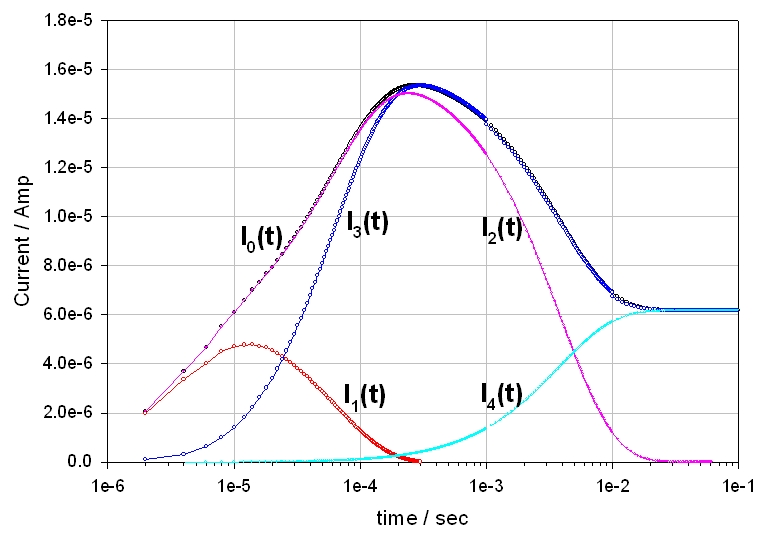 1.8e-5
1.6e-5
1.4e-5
1.2e-5
1.0e-5
8.0e-6
6.0e-6
4.0e-6
2.0e-6
0.0
Current / Amp
I0(t)
I3(t)
I2(t)
I1(t)
I4(t)
1e-6 1e-5 1e-4 1e-3 1e-2 1e-1
time / sec